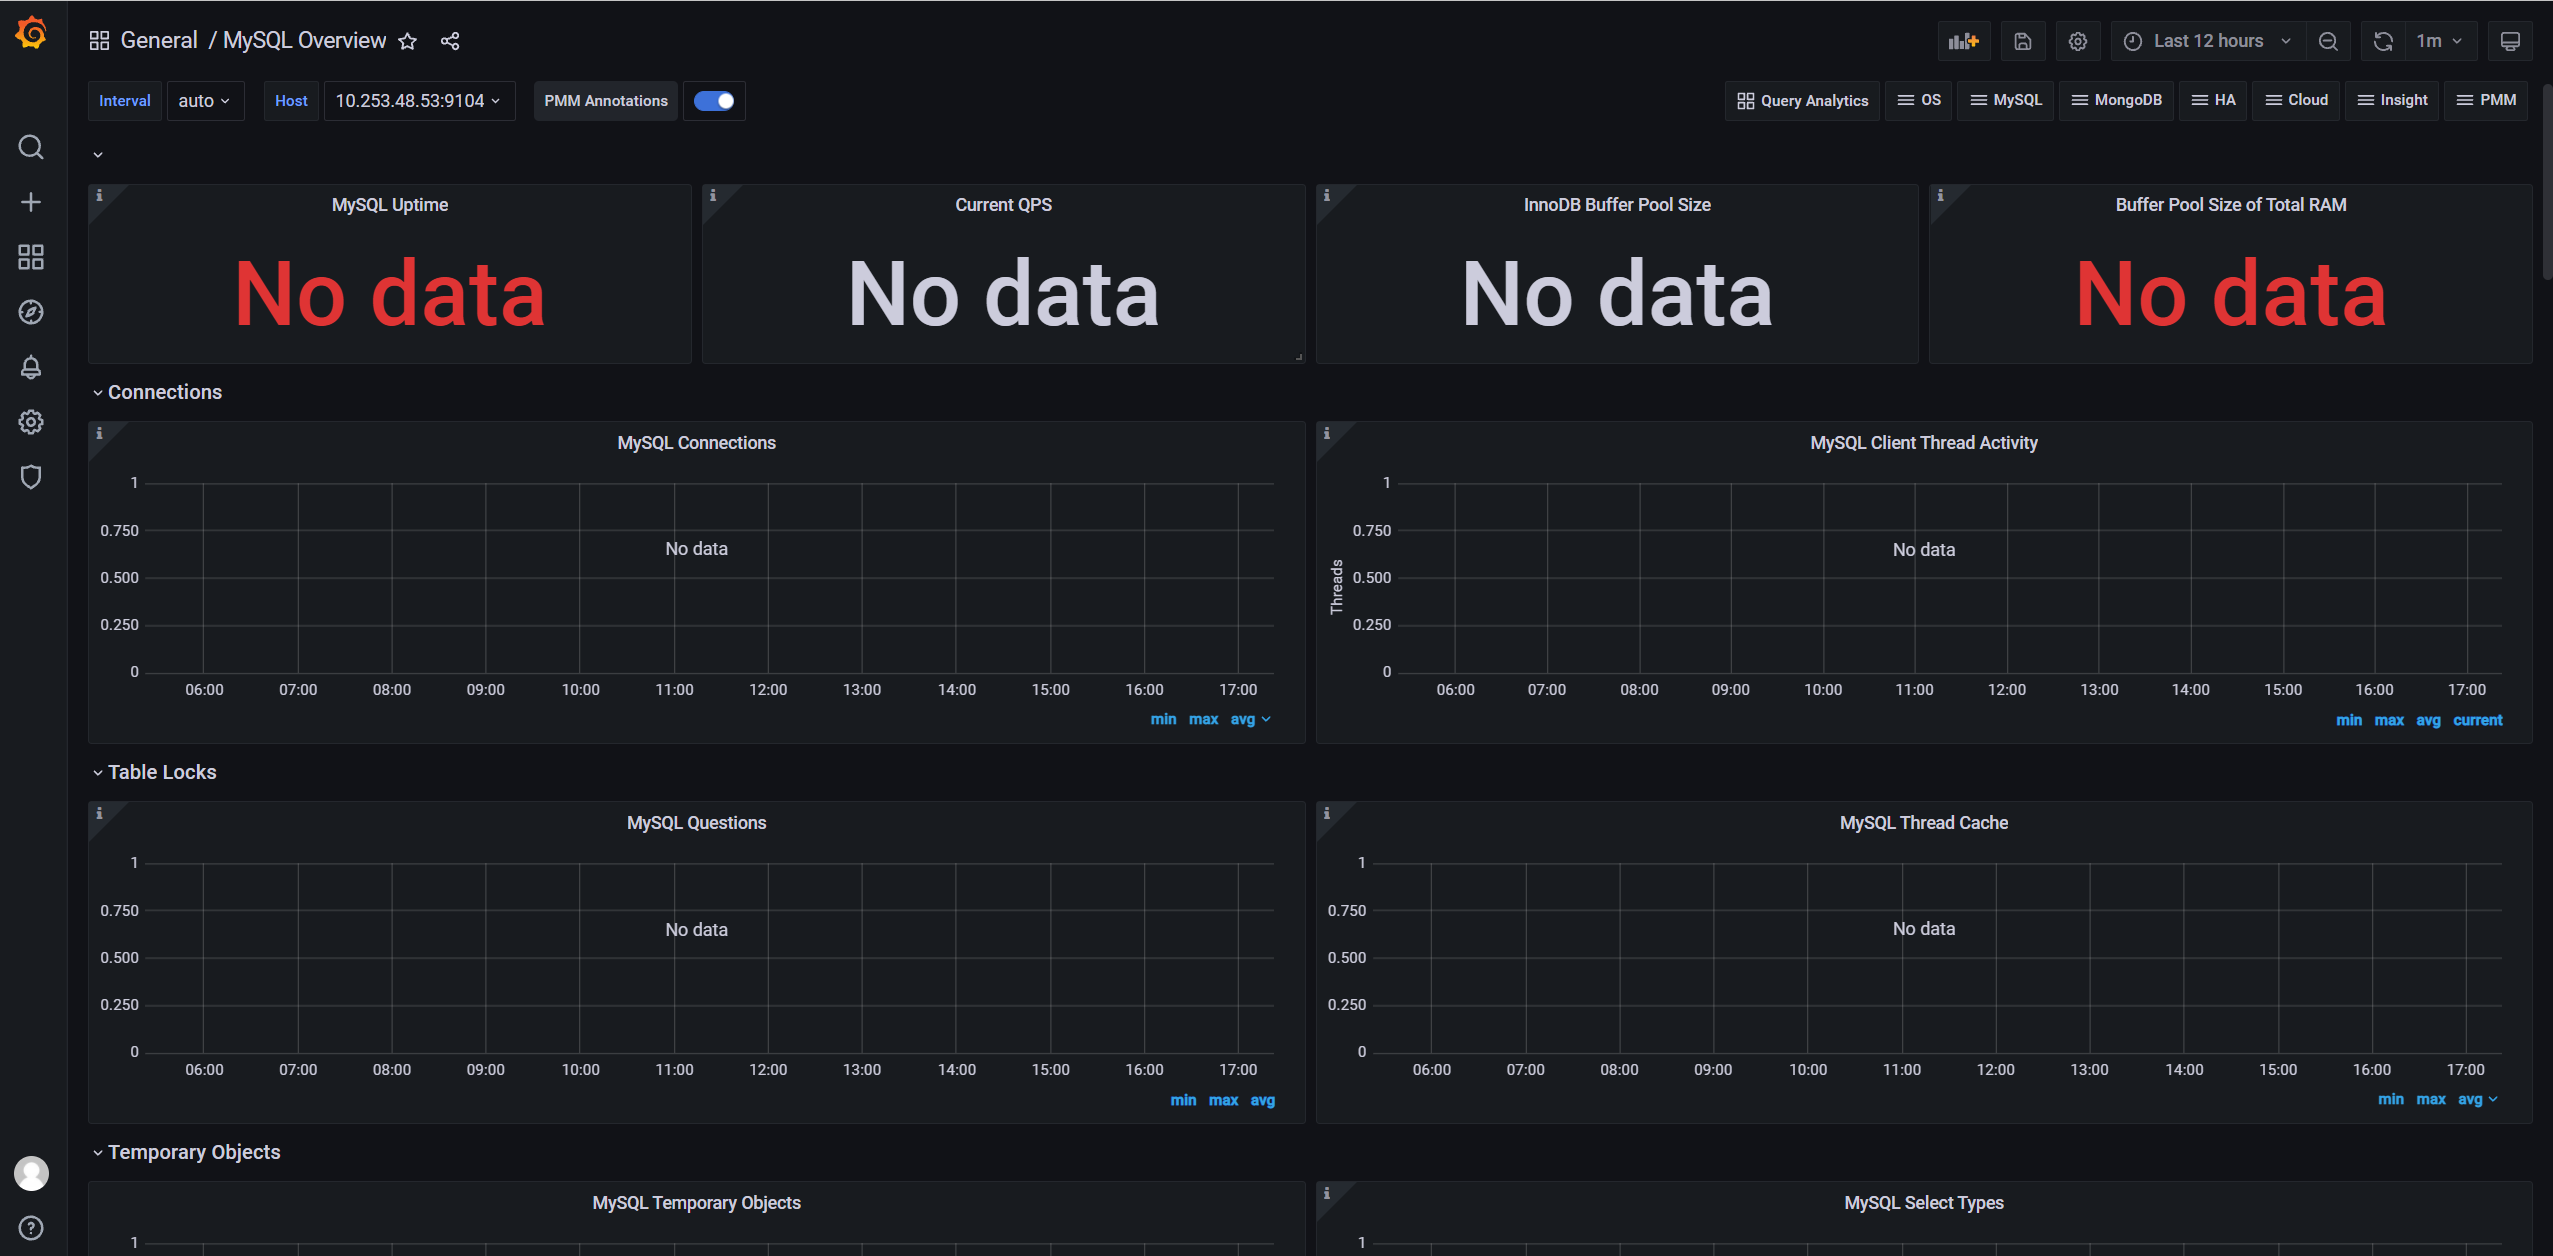 General / MySQL Overview
Last 12 hours
1m
Interval auto Host 10.253.48.53:9104 PMM Annotations
Query Analytics OS MySQL MongoDB HA Cloud Insight PMM
MySQL Uptime
No data
Current QPS
No data
InnoDB Buffer Pool Size
No data
Buffer Pool Size of Total RAM
No data
Connections
MySQL Connections
1
0.750
No data
0.500
0.250
0
06:00 07:00 08:00 09:00 10:00 11:00 12:00 13:00 14:00 15:00 16:00 17:00
min max avg
MySQL Client Thread Activity
1
0.750
No data
0.500
Threads
0.250
0
06:00 07:00 08:00 09:00 10:00 11:00 12:00 13:00 14:00 15:00 16:00 17:00
min max avg current
Table Locks
MySQL Questions
1
0.750
No data
0.500
0.250
0
06:00 07:00 08:00 09:00 10:00 11:00 12:00 13:00 14:00 15:00 16:00 17:00
min max avg
MySQL Thread Cache
1
0.750
No data
0.500
0.250
0
06:00 07:00 08:00 09:00 10:00 11:00 12:00 13:00 14:00 15:00 16:00 17:00
min max avg
Temporary Objects
MySQL Temporary Objects
1
MySQL Select Types
1